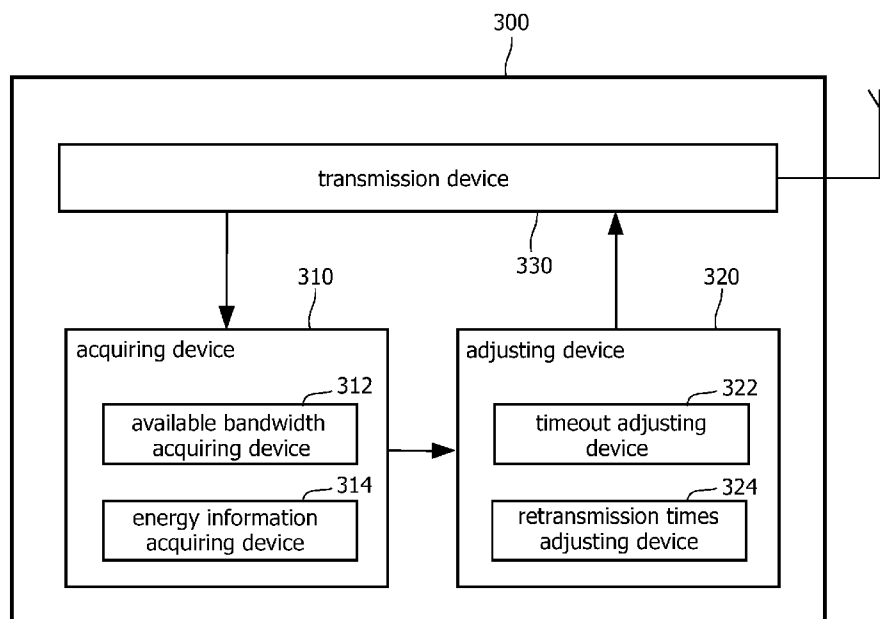 300
transmission device
330
310
320
acquiring device
adjusting device
312
available bandwidth
acquiring device
322
timeout adjusting
device
314
energy information
acquiring device
324
retransmission times
adjusting device